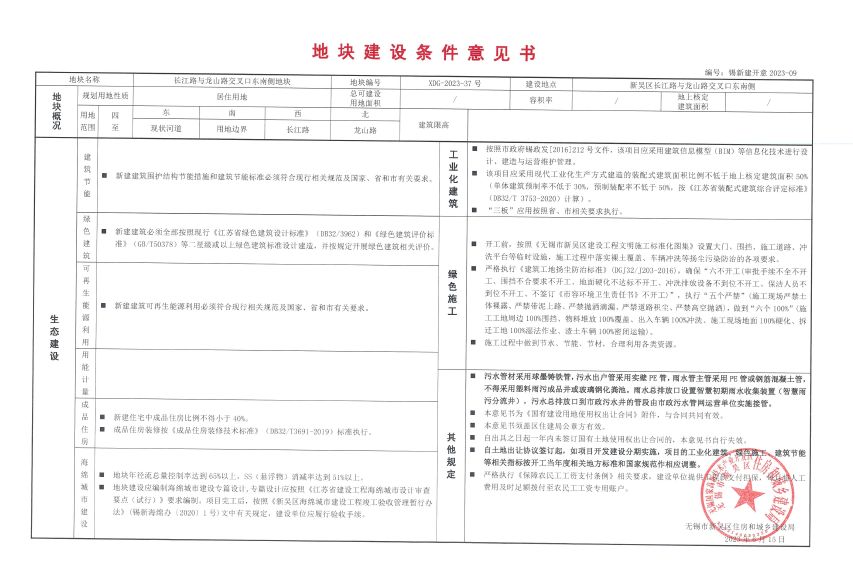 地块建设条件意见书
编号：锡新建开意 2023-09
地块名称
长江路与龙山路交叉口东南侧地块
地块编号
XDG-2023-37 号
建设地点
新吴区长江路与龙山路交叉口东南侧
地块概况
规划用地性质
居住用地
总可建设
用地面积
/
容积率
/
地上核定
建筑面积
/
用地
范围
四
至
东
南
西
北
建筑限高
现状河道
用地边界
长江路
龙山路
生态建设
建筑节能
■ 新建建筑围护结构节能措施和建筑节能标准必须符合现行相关规范及国家、省和市有关要求。
绿色建筑
■ 新建建筑必须全部按照现行《江苏省绿色建筑设计标准》（DB32/3962）和《绿色建筑评价标
准》（GB/T50378）等二星级或以上绿色建筑标准设计建造，并按规定开展绿色建筑相关评价。
可再生能源利用
■ 新建建筑可再生能源利用必须符合现行相关规范及国家、省和市有关要求。
用能计量
成品住房
■ 新建住宅中成品住房比例不得小于 40%。
■ 成品住房装修按《成品住房装修技术标准》（DB32/T3691-2019）标准执行。
海绵城市建设
■ 地块年径流总量控制率达到 65%以上，SS（悬浮物）消减率达到 51%以上。
■ 地块建设应编制海绵城市建设专篇设计,专篇设计应按照《江苏省建设工程海绵城市设计审查
要点（试行）》要求编制，项目完工后，按照《新吴区海绵城市建设工程竣工验收管理暂行办
法》(锡新海绵办〔2020〕1 号)文中有关规定，建设单位应履行验收手续。
工业化建筑
■ 按照市政府锡政发[2016]212 号文件，该项目应采用建筑信息模型（BIM）等信息化技术进行设
计、建造与运营维护管理。
■ 该项目应采用现代工业化生产方式建造的装配式建筑面积比例不低于地上核定建筑面积 50%
（单体建筑预制率不低于 30%，预制装配率不低于 50%，按《江苏省装配式建筑综合评定标准》
（DB32/T 3753-2020）计算）。
■ “三板”应用按照省、市相关要求执行。
绿色施工
■ 开工前，按照《无锡市新吴区建设工程文明施工标准化图集》设置大门、围挡、施工道路、冲
洗平台等临时设施，施工过程中落实裸土覆盖、车辆冲洗等扬尘污染防治的各项要求。
■ 严格执行《建筑工地扬尘防治标准》(DGJ32/J203-2016)，确保“六不开工(审批手续不全不开
工、围挡不合要求不开工、地面硬化不达标不开工、冲洗排放设备不到位不开工、保洁人员不
到位不开工、不签订《市容环境卫生责任书》不开工)”，执行“五个严禁”(施工现场严禁土
体裸露、严禁带泥上路、严禁抛洒滴漏、严禁道路积尘、严禁高空抛洒)，做到“六个 100%”(施
工工地周边 100%围挡、物料堆放 100%覆盖、出入车辆 100%冲洗、施工现场地面 100%硬化、拆
迁工地 100%湿法作业、渣土车辆 100%密闭运输)。
■ 施工过程中做到节水、节能、节材，合理利用各类资源。
其他规定
■ 污水管材采用球墨铸铁管，污水出户管采用实壁 PE 管，雨水管主管采用 PE 管或钢筋混凝土管，
不得采用塑料雨污成品井或玻璃钢化粪池。雨水总排放口设置智慧初期雨水收集装置（智慧雨
污分流井）。污水总排放口到市政污水井的管段由市政污水管网运营单位实施接管。
■ 本意见书为《国有建设用地使用权出让合同》附件，与合同共同有效。
■ 本意见书须盖区住建局公章方有效。
■ 自出具之日起一年内未签订国有土地使用权出让合同的，本意见书自行失效。
■ 自土地出让协议签订起，如项目开发建设分期实施，项目的工业化建筑、绿色施工、建筑节能
等相关指标按开工当年度相关地方标准和国家规范作相应调整。
■ 严格执行《保障农民工工资支付条例》相关要求，建设单位提供工程款支付担保，确保人工
费用及时足额拨付至农民工工资专用账户。
无锡市新吴区住房和城乡建设局
2023 年 6 月 15 日